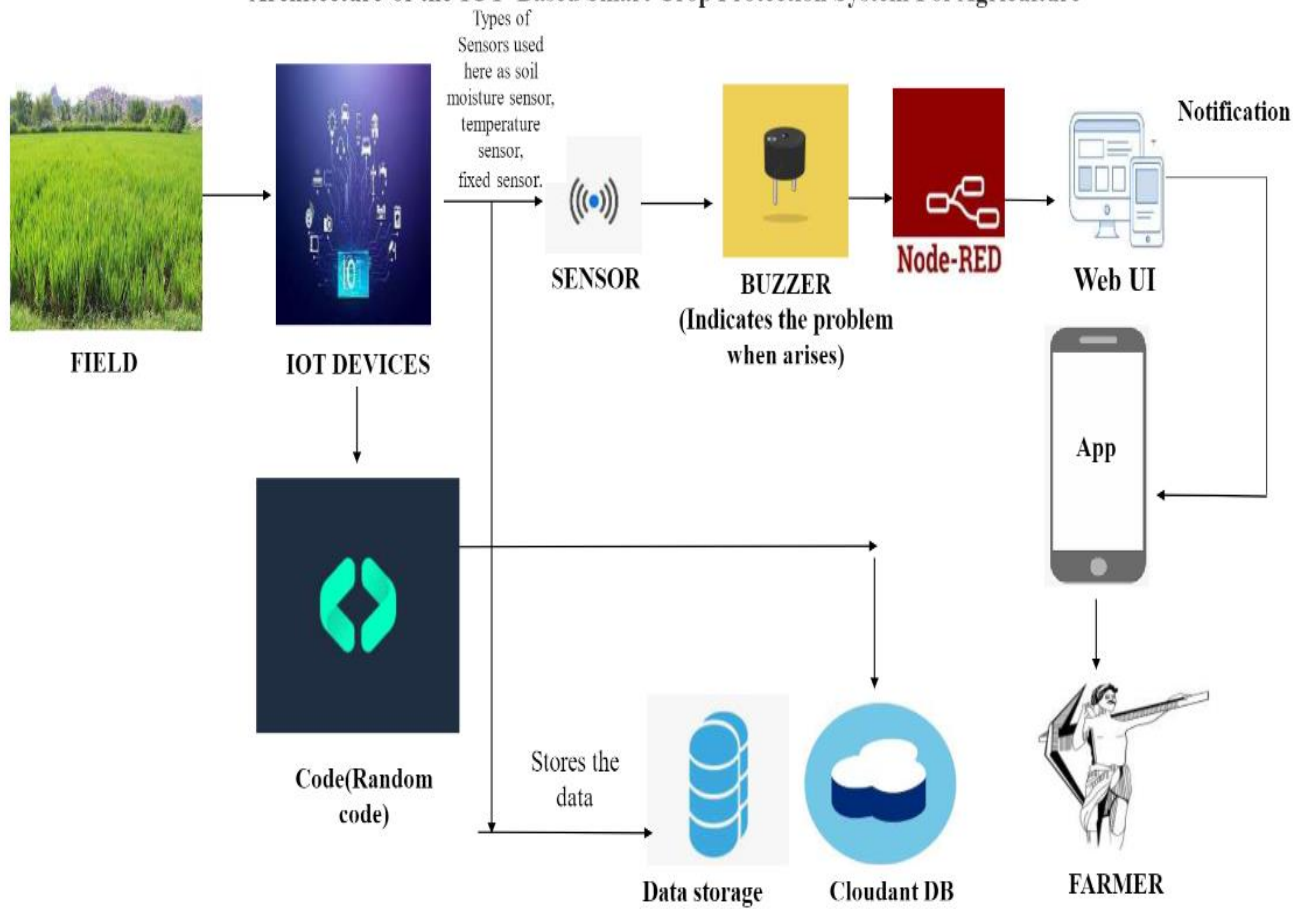 Types of
Sensors used
here as soil
moisture sensor,
temperature
sensor,
fixed sensor.
Notification
SENSOR
BUZZER
(Indicates the problem
when arises)
Node-RED
Web UI
FIELD
IOT DEVICES
App
Code(Random
code)
Stores the
data
Data storage
Cloudant DB
FARMER